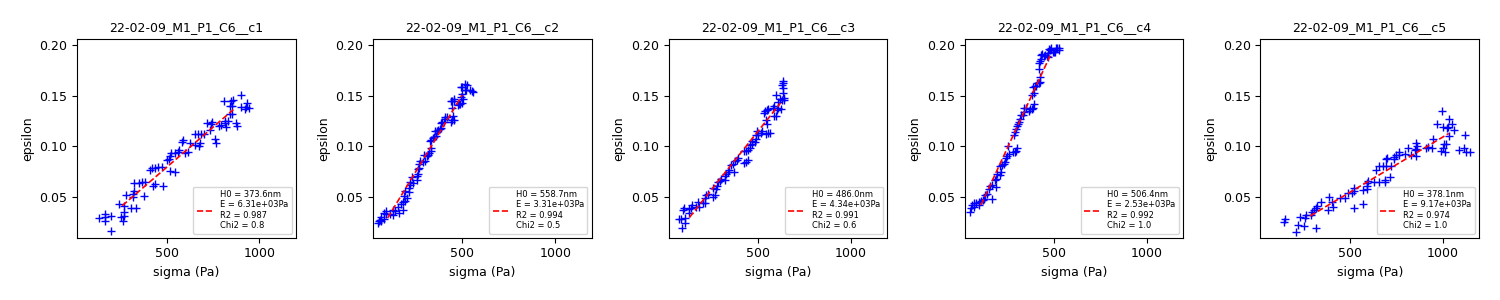 22-02-09_M1_P1_C6__c1
0.20
0.15
0.10
0.05
epsilon
500
1000
sigma (Pa)
H0 = 373.6nm
E = 6.31e+03Pa
R2 = 0.987
Chi2 = 0.8
22-02-09_M1_P1_C6__c2
0.20
0.15
0.10
0.05
epsilon
500
1000
sigma (Pa)
H0 = 558.7nm
E = 3.31e+03Pa
R2 = 0.994
Chi2 = 0.5
22-02-09_M1_P1_C6__c3
0.20
0.15
0.10
0.05
epsilon
500
1000
sigma (Pa)
H0 = 486.0nm
E = 4.34e+03Pa
R2 = 0.991
Chi2 = 0.6
22-02-09_M1_P1_C6__c4
0.20
0.15
0.10
0.05
epsilon
500
1000
sigma (Pa)
H0 = 506.4nm
E = 2.53e+03Pa
R2 = 0.992
Chi2 = 1.0
22-02-09_M1_P1_C6__c5
0.20
0.15
0.10
0.05
epsilon
500
1000
sigma (Pa)
H0 = 378.1nm
E = 9.17e+03Pa
R2 = 0.974
Chi2 = 1.0